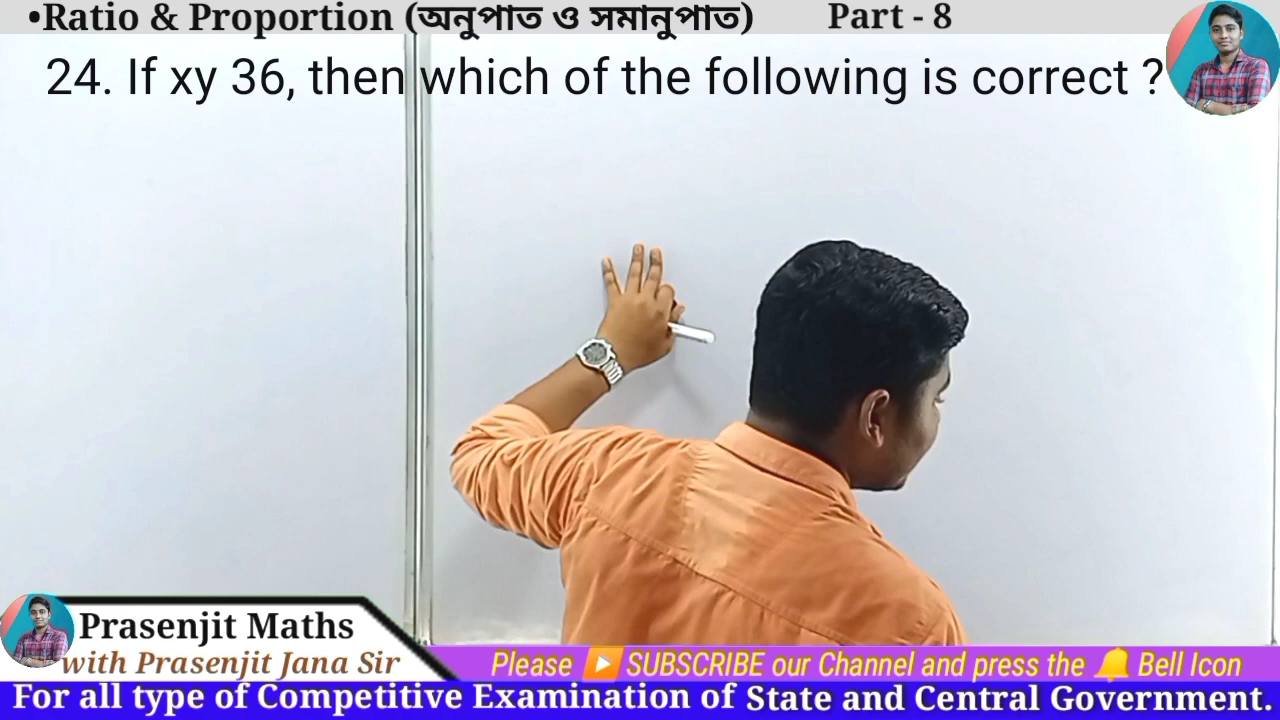 •Ratio & Proportion (অনুপাত ও সমানুপাত) Part - 8
24. If xy 36, then which of the following is correct ?
Prasenjit Maths
with Prasenjit Jana Sir
Please ▶️ SUBSCRIBE our Channel and press the 🔔 Bell Icon
For all type of Competitive Examination of State and Central Government.